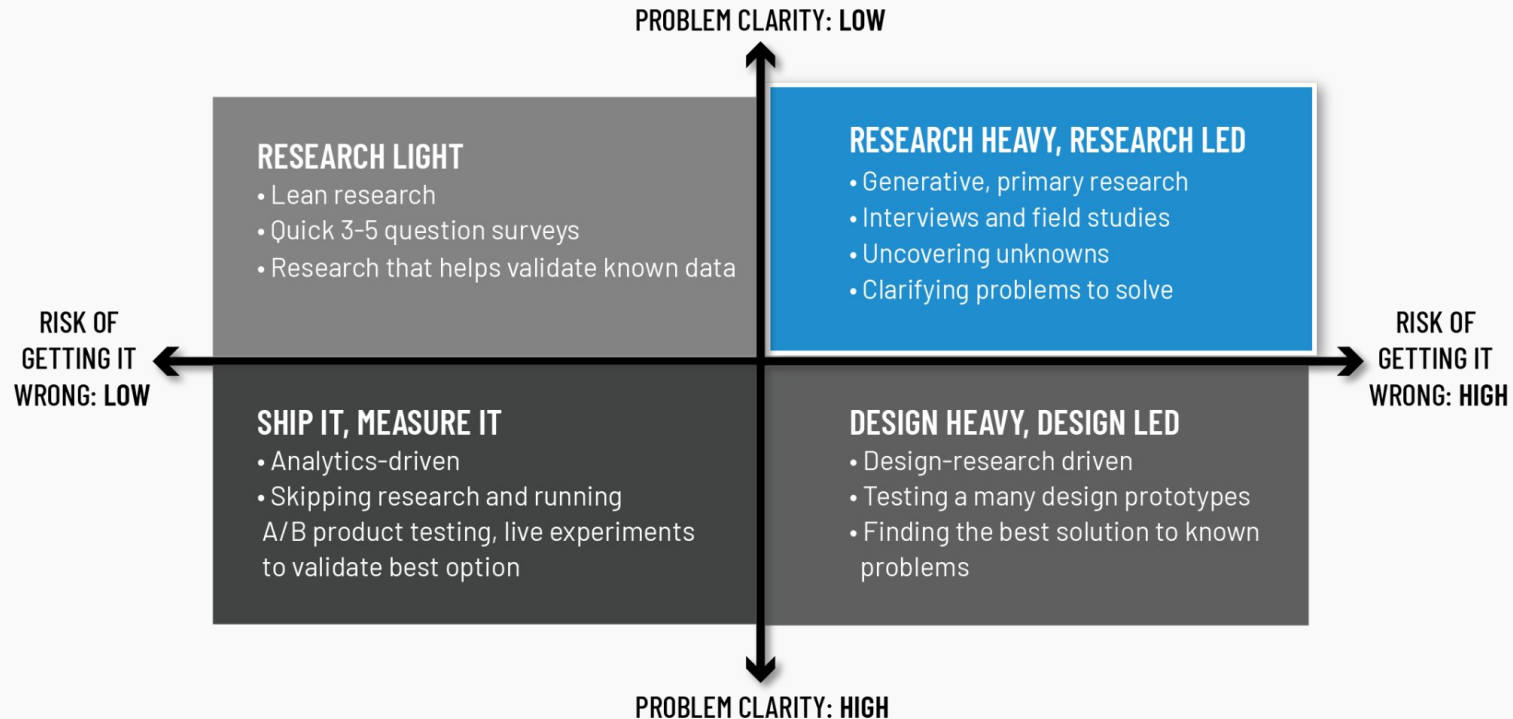 PROBLEM CLARITY: LOW
RESEARCH LIGHT
• Lean research
• Quick 3-5 question surveys
• Research that helps validate known data
RESEARCH HEAVY, RESEARCH LED
• Generative, primary research
• Interviews and field studies
• Uncovering unknowns
• Clarifying problems to solve
RISK OF
GETTING IT
WRONG: LOW
RISK OF
GETTING IT
WRONG: HIGH
SHIP IT, MEASURE IT
• Analytics-driven
• Skipping research and running
A/B product testing, live experiments
to validate best option
DESIGN HEAVY, DESIGN LED
• Design-research driven
• Testing a many design prototypes
• Finding the best solution to known
problems
PROBLEM CLARITY: HIGH